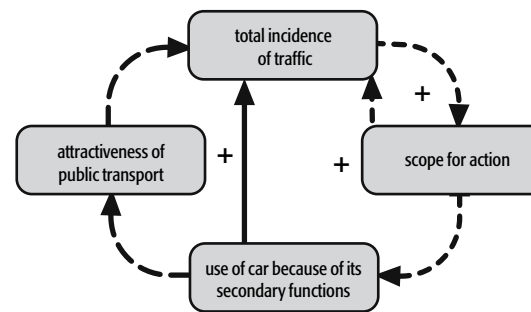 total incidence
of traffic
+
attractiveness of
public transport
+
+
scope for action
use of car because of its
secondary functions